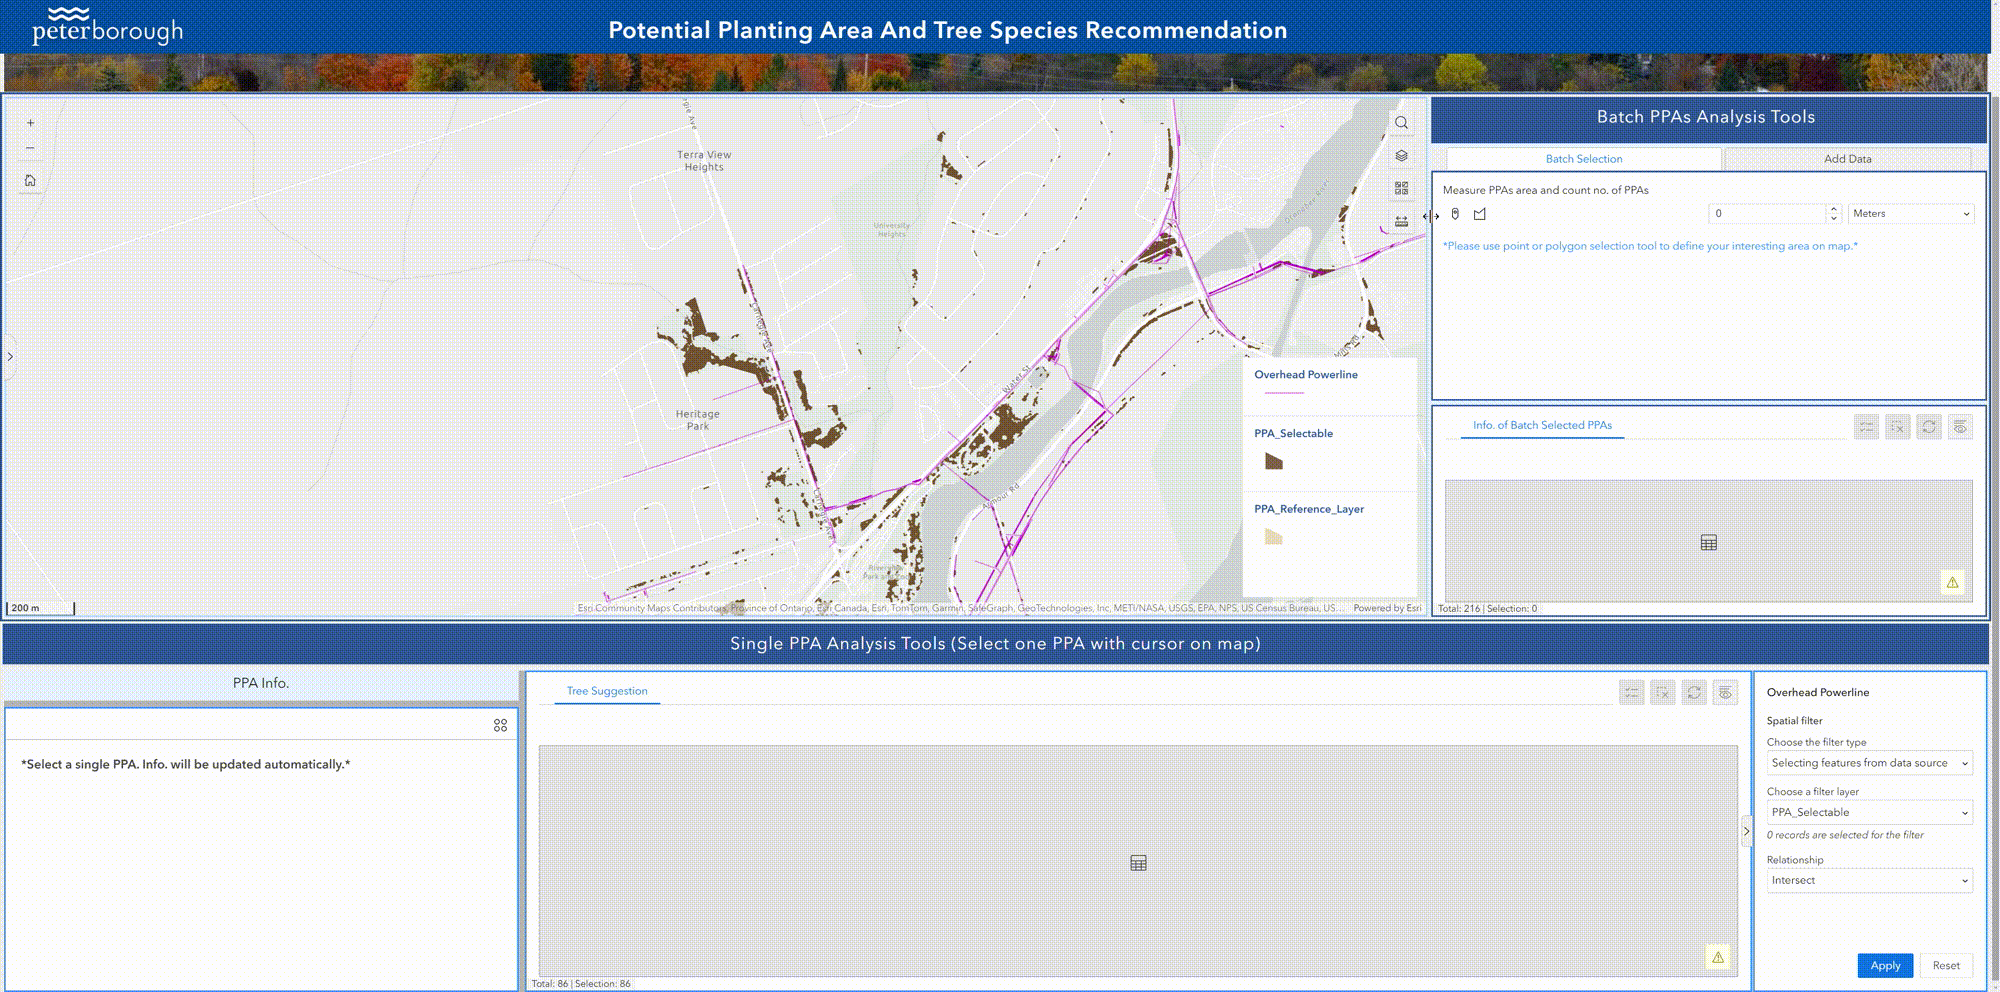 peterborough
Potential Planting Area And Tree Species Recommendation
Batch PPAs Analysis Tools
Batch Selection
Add Data
Measure PPAs area and count no. of PPAs
0
Meters
*Please use point or polygon selection tool to define your interesting area on map.*
Terra View
Heights
University
Heights
Heritage
Park
Carnegie Ave
Water St
Armour Rd
Overhead Powerline
PPA_Selectable
PPA_Reference_Layer
200 m
Esri Community Maps Contributors, Province of Ontario, Esri Canada, Esri, TomTom, Garmin, SafeGraph, GeoTechnologies, Inc, METI/NASA, USGS, EPA, NPS, US Census Bureau, US...
Powered by Esri
Info. of Batch Selected PPAs
Total: 216 | Selection: 0
Single PPA Analysis Tools (Select one PPA with cursor on map)
PPA Info.
*Select a single PPA. Info. will be updated automatically.*
Tree Suggestion
Total: 86 | Selection: 86
Overhead Powerline
Spatial filter
Choose the filter type
Selecting features from data source
Choose a filter layer
PPA_Selectable
0 records are selected for the filter
Relationship
Intersect
Apply
Reset